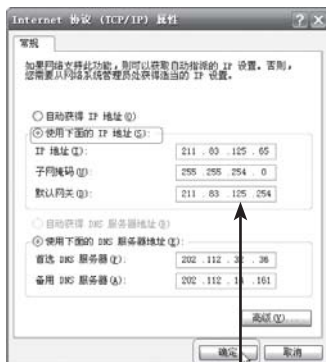 Internet 协议 (TCP/IP) 属性
常规
如果网络支持此功能，则可以获取自动指派的 IP 设置。否则，
您需要从网络系统管理员处获得适当的 IP 设置。
自动获得 IP 地址(O)
使用下面的 IP 地址(S):
IP 地址(I): 211 . 83 .125 . 65
子网掩码(U): 255 .255 .254 . 0
默认网关(D): 211 . 83 .125 .254
自动获得 DNS 服务器地址(B)
使用下面的 DNS 服务器地址(E):
首选 DNS 服务器(P): 202 .112 . 36
备用 DNS 服务器(A): 202 .112 . .161
高级(V)...
确定
取消